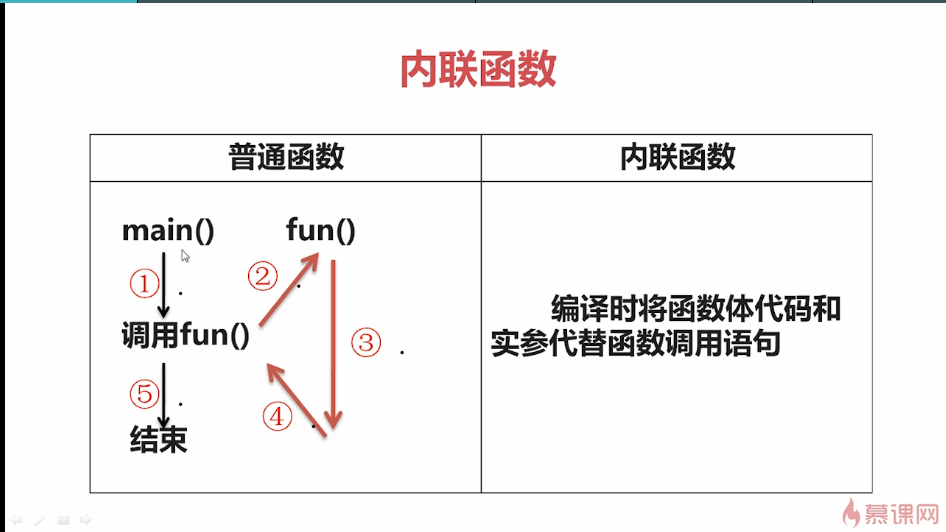 内联函数
普通函数
内联函数
main()
fun()
①
②
调用fun()
③
⑤
④
结束
编译时将函数体代码和
实参代替函数调用语句
慕课网